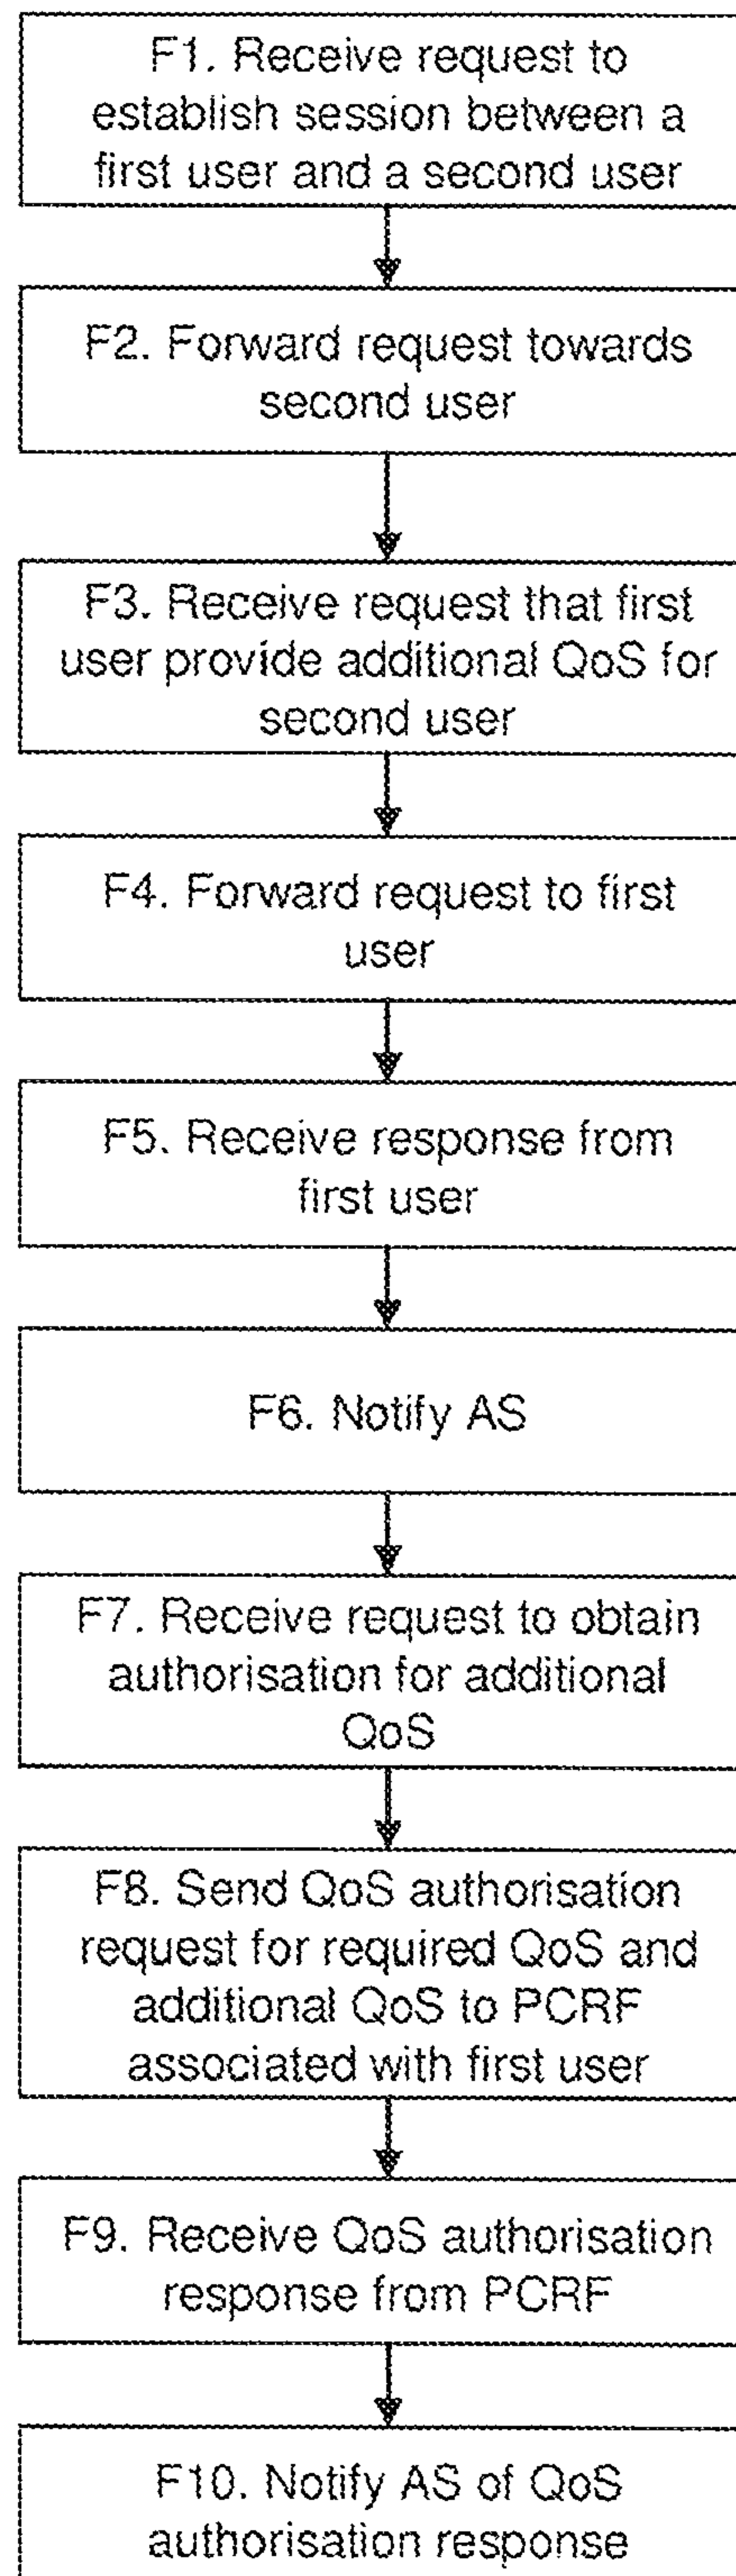 F1. Receive request to
establish session between a
first user and a second user
F2. Forward request towards
second user
F3. Receive request that first
user provide additional QoS for
second user
F4. Forward request to first
user
F5. Receive response from
first user
F6. Notify AS
F7. Receive request to obtain
authorisation for additional
QoS
F8. Send QoS authorisation
request for required QoS and
additional QoS to PCRF
associated with first user
F9. Receive QoS authorisation
response from PCRF
F10. Notify AS of QoS
authorisation response